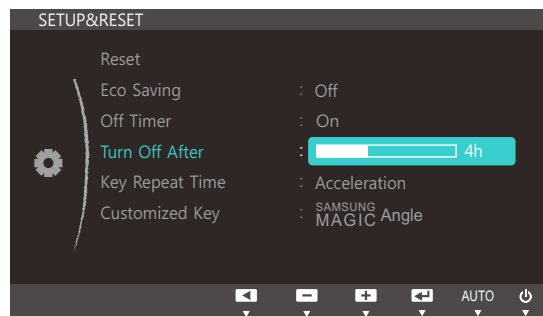 SETUP&RESET
Reset
Eco Saving : Off
Off Timer : On
Turn Off After : 4h
Key Repeat Time : Acceleration
Customized Key : SAMSUNG MAGIC Angle
AUTO